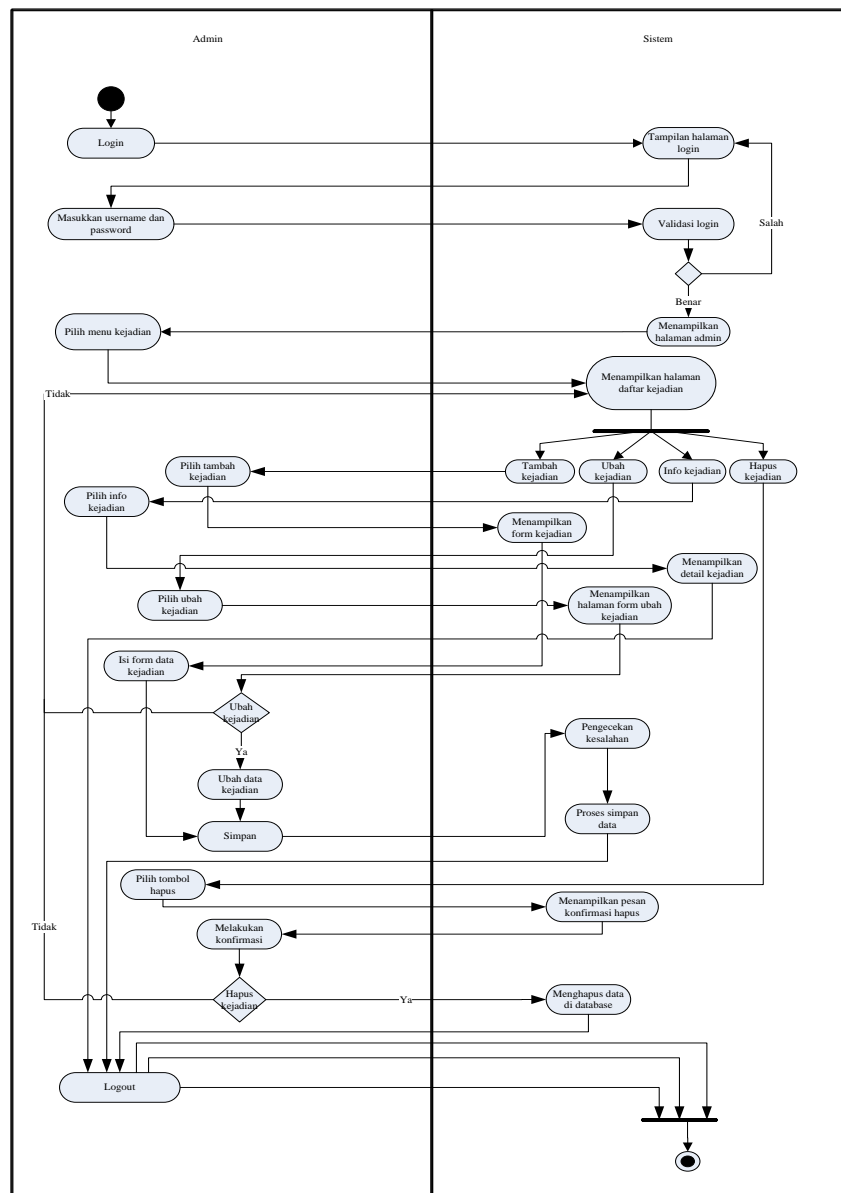 Admin
Sistem
Login
Tampilan halaman
login
Masukkan username dan
password
Validasi login
Salah
Benar
Pilih menu kejadian
Menampilkan
halaman admin
Tidak
Menampilkan halaman
daftar kejadian
Pilih tambah
kejadian
Tambah
kejadian
Ubah
kejadian
Info kejadian
Hapus
kejadian
Pilih info
kejadian
Menampilkan
form kejadian
Menampilkan
detail kejadian
Pilih ubah
kejadian
Menampilkan
halaman form ubah
kejadian
Isi form data
kejadian
Ubah
kejadian
Pengecekan
kesalahan
Ya
Ubah data
kejadian
Simpan
Proses simpan
data
Pilih tombol
hapus
Menampilkan pesan
konfirmasi hapus
Tidak
Melakukan
konfirmasi
Hapus
kejadian
Ya
Menghapus data
di database
Logout